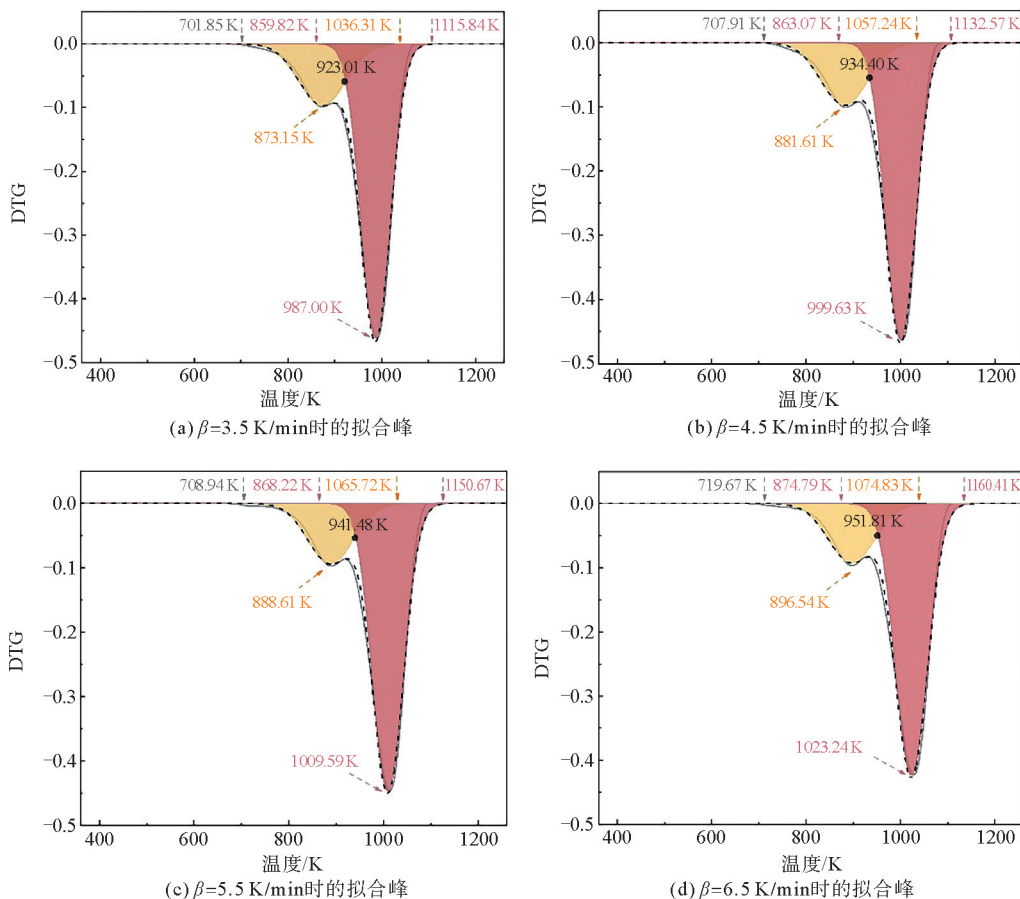 701.85 K 859.82 K 1036.31 K 1115.84 K
0.0
923.01 K
−0.1
873.15 K
DTG
−0.2
−0.3
−0.4
987.00 K
−0.5
400 600 800 1000 1200
温度/K
(a) β=3.5 K/min时的拟合峰
707.91 K 863.07 K 1057.24 K 1132.57 K
0.0
934.40 K
−0.1
881.61 K
DTG
−0.2
−0.3
−0.4
999.63 K
−0.5
400 600 800 1000 1200
温度/K
(b) β=4.5 K/min时的拟合峰
708.94 K 868.22 K 1065.72 K 1150.67 K
0.0
941.48 K
−0.1
888.61 K
DTG
−0.2
−0.3
−0.4
1009.59 K
−0.5
400 600 800 1000 1200
温度/K
(c) β=5.5 K/min时的拟合峰
719.67 K 874.79 K 1074.83 K 1160.41 K
0.0
951.81 K
−0.1
896.54 K
DTG
−0.2
−0.3
−0.4
1023.24 K
−0.5
400 600 800 1000 1200
温度/K
(d) β=6.5 K/min时的拟合峰